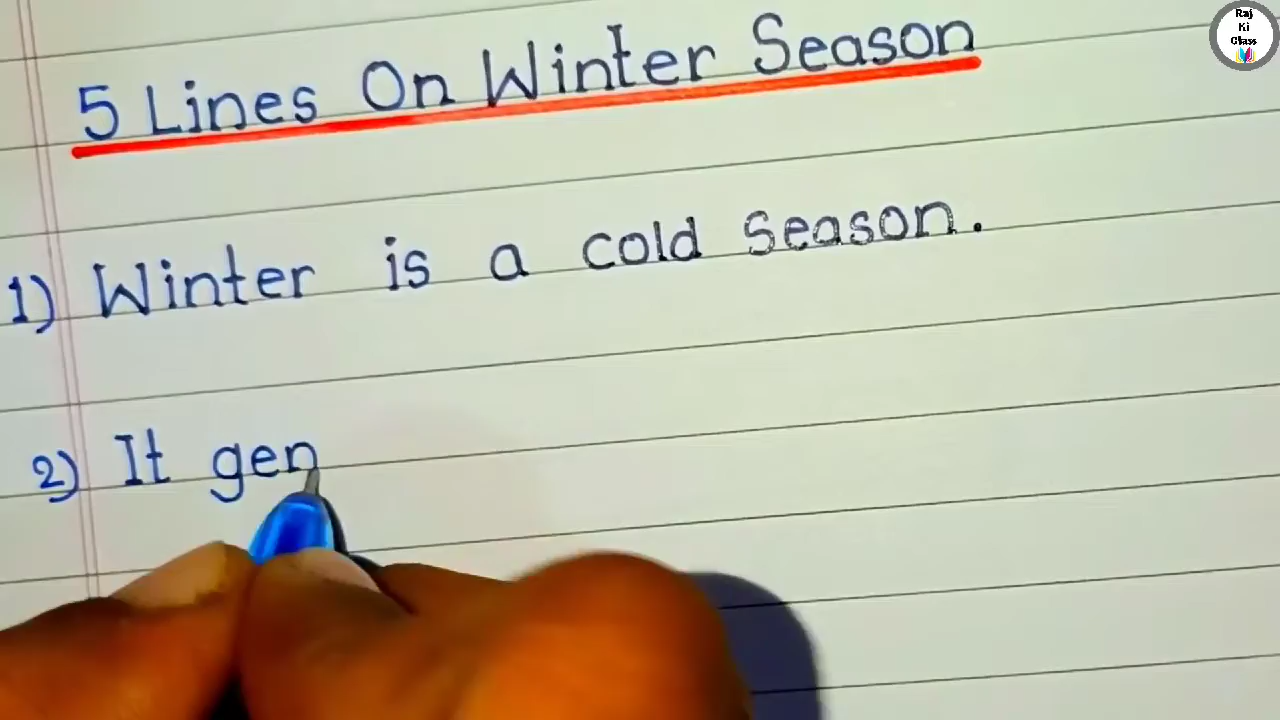 Raj
Ki
Class
5 Lines On Winter Season
1) Winter is a cold season.
2) It gen